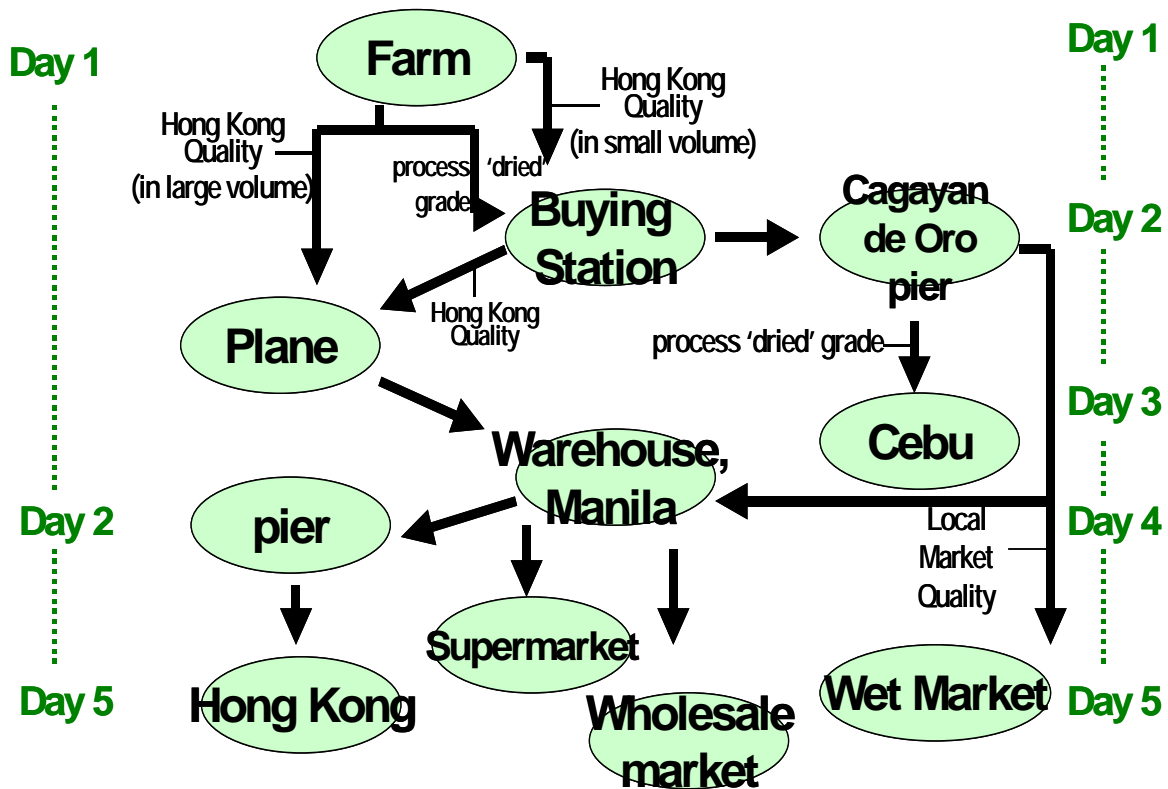 Day 1
Farm
Day 1
Hong Kong
Quality
(in small volume)
Hong Kong
Quality
(in large volume)
process 'dried'
grade
Buying
Station
Cagayan
de Oro
pier
Day 2
Hong Kong
Quality
Plane
process 'dried' grade
Day 3
Cebu
Warehouse,
Manila
Day 2
pier
Local
Market
Quality
Day 4
Supermarket
Day 5
Hong Kong
Wholesale
market
Wet Market
Day 5